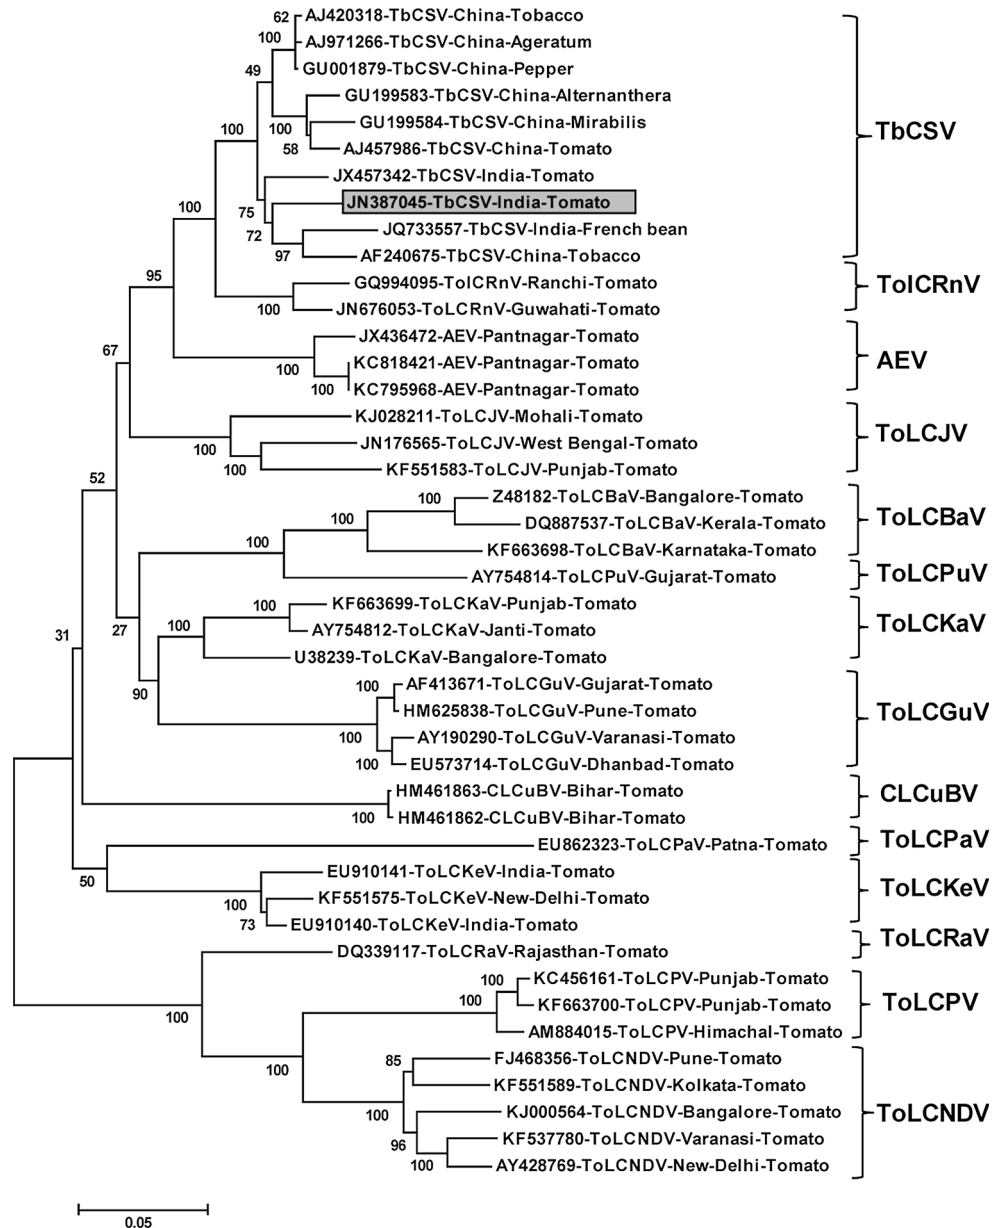 62
AJ420318-TbCSV-China-Tobacco
100
AJ971266-TbCSV-China-Ageratum
GU001879-TbCSV-China-Pepper
49
GU199583-TbCSV-China-Alternanthera
100
GU199584-TbCSV-China-Mirabilis
58
AJ457986-TbCSV-China-Tomato
100
TbCSV
JX457342-TbCSV-India-Tomato
JN387045-TbCSV-India-Tomato
75
72
JQ733557-TbCSV-India-French bean
97
AF240675-TbCSV-China-Tobacco
100
GQ994095-TolCRnV-Ranchi-Tomato
TolCRnV
100
JN676053-ToLCRnV-Guwahati-Tomato
95
JX436472-AEV-Pantnagar-Tomato
100
KC818421-AEV-Pantnagar-Tomato
AEV
100
KC795968-AEV-Pantnagar-Tomato
67
KJ028211-ToLCJV-Mohali-Tomato
100
JN176565-ToLCJV-West Bengal-Tomato
ToLCJV
100
KF551583-ToLCJV-Punjab-Tomato
52
100
Z48182-ToLCBaV-Bangalore-Tomato
100
DQ887537-ToLCBaV-Kerala-Tomato
ToLCBaV
100
KF663698-ToLCBaV-Karnataka-Tomato
AY754814-ToLCPuV-Gujarat-Tomato
ToLCPuV
100
KF663699-ToLCKaV-Punjab-Tomato
100
AY754812-ToLCKaV-Janti-Tomato
ToLCKaV
27
31
U38239-ToLCKaV-Bangalore-Tomato
90
100
AF413671-ToLCGuV-Gujarat-Tomato
HM625838-ToLCGuV-Pune-Tomato
ToLCGuV
100
AY190290-ToLCGuV-Varanasi-Tomato
100
EU573714-ToLCGuV-Dhanbad-Tomato
HM461863-CLCuBV-Bihar-Tomato
CLCuBV
100
HM461862-CLCuBV-Bihar-Tomato
EU862323-ToLCPaV-Patna-Tomato
ToLCPaV
50
EU910141-ToLCKeV-India-Tomato
100
KF551575-ToLCKeV-New-Delhi-Tomato
ToLCKeV
73
EU910140-ToLCKeV-India-Tomato
DQ339117-ToLCRaV-Rajasthan-Tomato
ToLCRaV
100
100
KC456161-ToLCPV-Punjab-Tomato
100
KF663700-ToLCPV-Punjab-Tomato
ToLCPV
AM884015-ToLCPV-Himachal-Tomato
100
85
FJ468356-ToLCNDV-Pune-Tomato
KF551589-ToLCNDV-Kolkata-Tomato
100
KJ000564-ToLCNDV-Bangalore-Tomato
ToLCNDV
96
KF537780-ToLCNDV-Varanasi-Tomato
100
AY428769-ToLCNDV-New-Delhi-Tomato
0.05